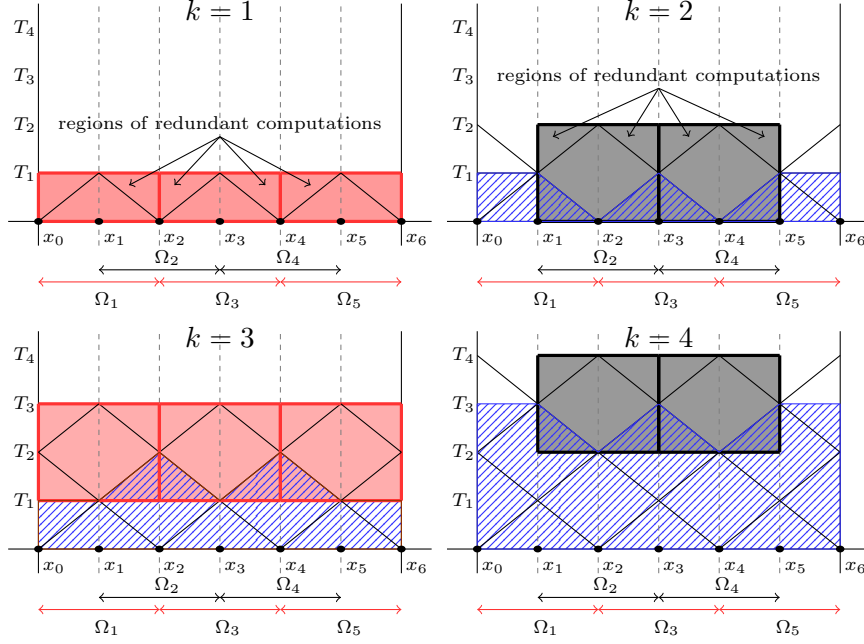 k = 1
T₄
T₃
T₂
regions of redundant computations
T₁
x₀ x₁ x₂ x₃ x₄ x₅ x₆
Ω₂ Ω₄
Ω₁ Ω₃ Ω₅
k = 2
T₄
T₃
regions of redundant computations
T₂
T₁
x₀ x₁ x₂ x₃ x₄ x₅ x₆
Ω₂ Ω₄
Ω₁ Ω₃ Ω₅
k = 3
T₄
T₃
T₂
T₁
x₀ x₁ x₂ x₃ x₄ x₅ x₆
Ω₂ Ω₄
Ω₁ Ω₃ Ω₅
k = 4
T₄
T₃
T₂
T₁
x₀ x₁ x₂ x₃ x₄ x₅ x₆
Ω₂ Ω₄
Ω₁ Ω₃ Ω₅